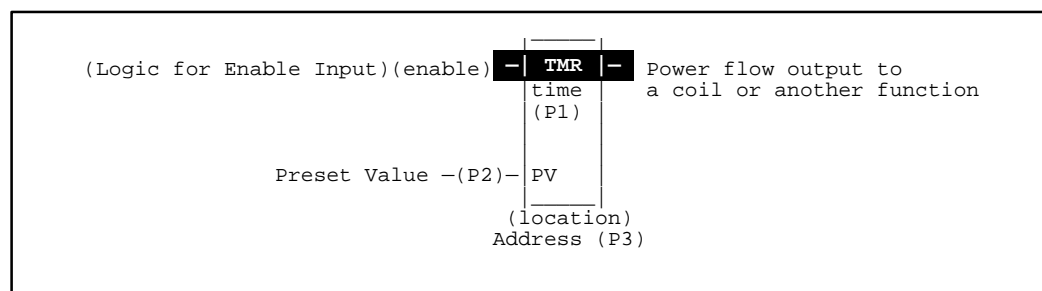 (Logic for Enable Input)(enable) —| TMR |— Power flow output to
time a coil or another function
(P1)
Preset Value —(P2)—|PV
(location)
Address (P3)